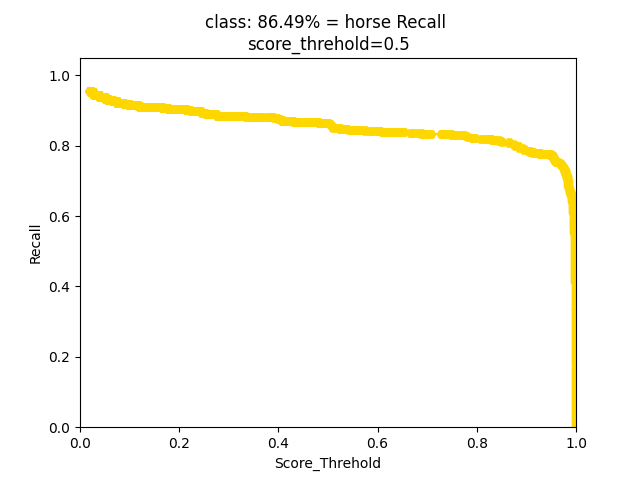 class: 86.49% = horse Recall
score_threhold=0.5
1.0
0.8
0.6
0.4
0.2
0.0
Recall
0.0 0.2 0.4 0.6 0.8 1.0
Score_Threhold